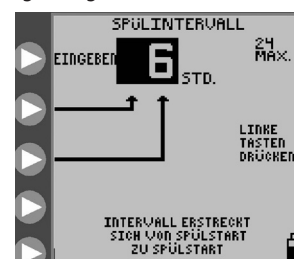 SPÜLINTERVALL
EINGEBEN 6 STD.
24 MAX.
LINKE
TASTEN
DRÜCKEN
INTERVALL ERSTRECKT
SICH VON SPÜLSTART
ZU SPÜLSTART